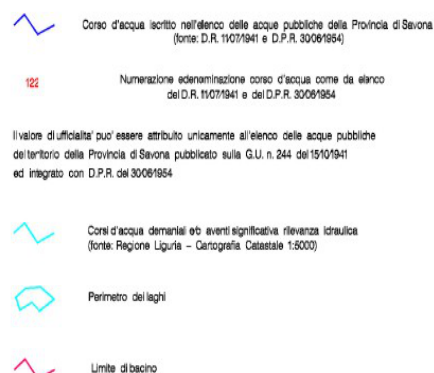 Corso d'acqua iscritto nell'elenco delle acque pubbliche della Provincia di Savona
(fonte: D.R. 11/07/1941 e D.P.R. 30/06/1954)
122
Numerazione edenominazione corso d'acqua come da elenco
del D.R. 11/07/1941 e del D.P.R. 30/06/1954
Il valore di ufficialita' puo' essere attribuito unicamente all'elenco delle acque pubbliche
del territorio della Provincia di Savona pubblicato sulla G.U. n. 244 del 15/10/1941
ed integrato con D.P.R. del 30/06/1954
Corsi d'acqua demaniali e/o aventi significativa rilevanza idraulica
(fonte: Regione Liguria – Cartografia Catastale 1:5000)
Perimetro dei laghi
Limite di bacino